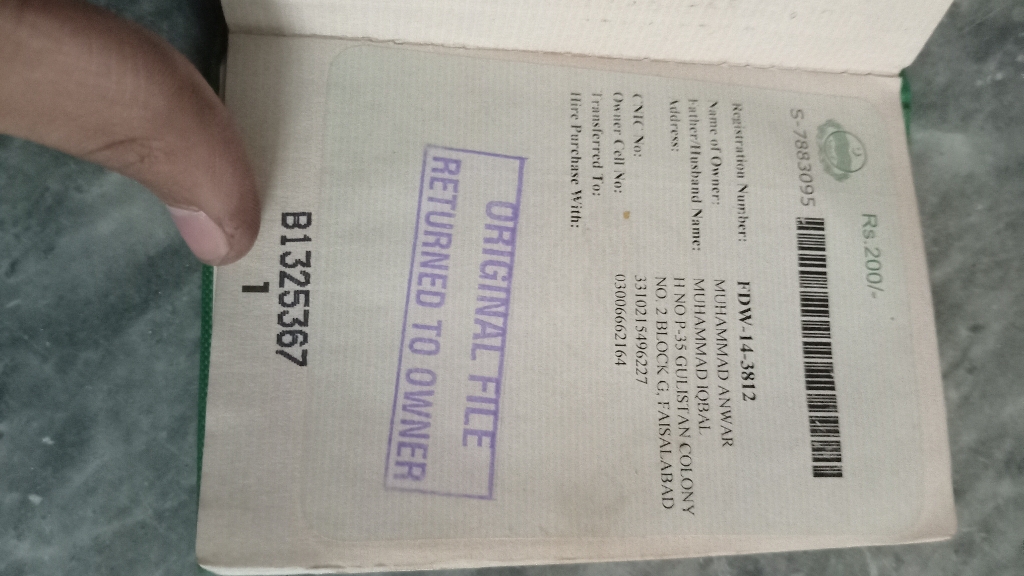 Rs.200/-
S-7883095
Registration Number: FDW-14-3812
Name of Owner: MUHAMMAD ANWAR
Father/Husband Name: MUHAMMAD IQBAL
Address: H NO P-35 GULISTAN COLONY
NO. 2 BLOCK G, FAISALABAD
CNIC No: 3310215496227
Owner Cell No: 03006662164
Transferred To:
Hire Purchase With:
ORIGINAL FILE
RETURNED TO OWNER
B1325367
1